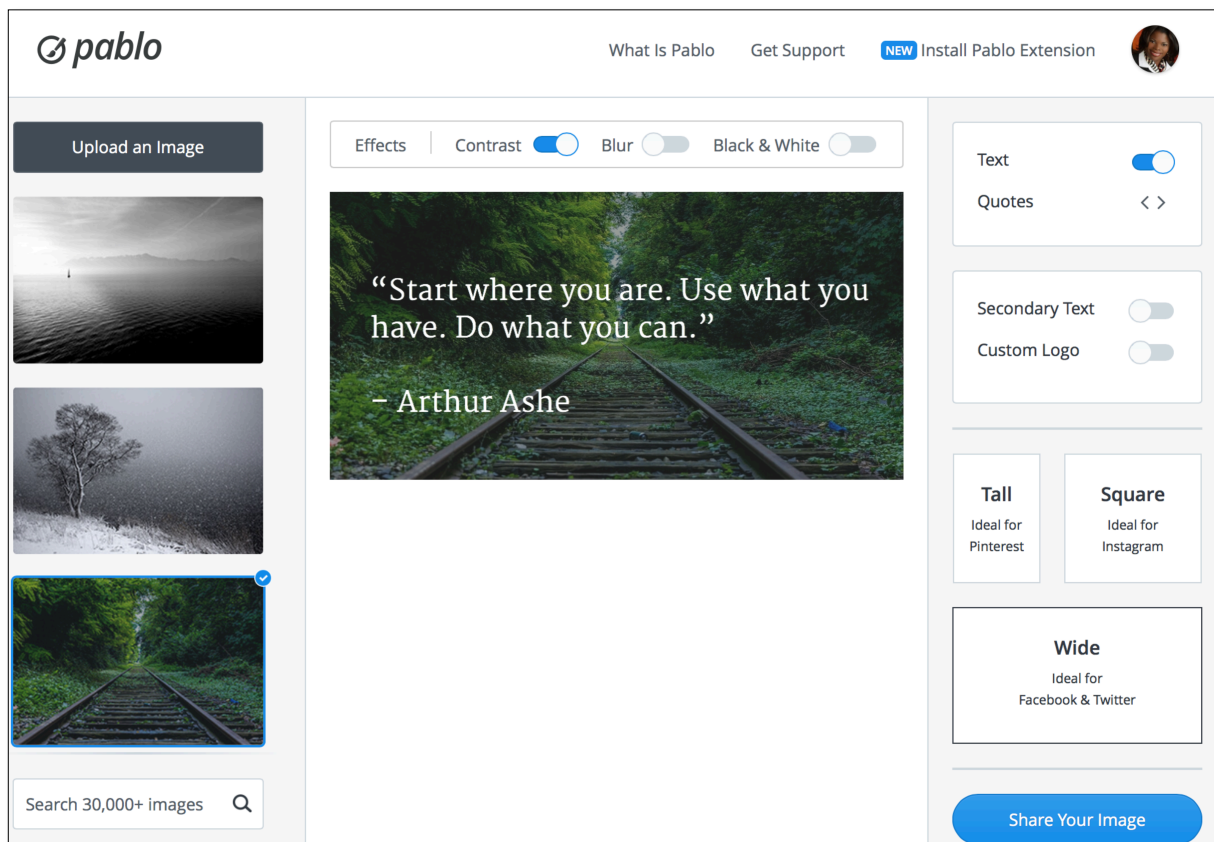 pablo
What Is Pablo
Get Support
NEW Install Pablo Extension
Upload an Image
Search 30,000+ images
Effects
Contrast
Blur
Black & White
“Start where you are. Use what you
have. Do what you can.”
– Arthur Ashe
Text
Quotes
Secondary Text
Custom Logo
Tall
Ideal for
Pinterest
Square
Ideal for
Instagram
Wide
Ideal for
Facebook & Twitter
Share Your Image